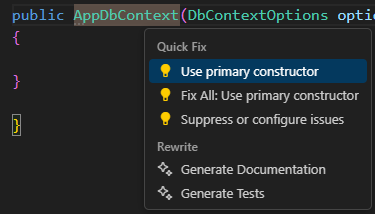 public AppDbContext(DbContextOptions optio
{
Quick Fix
Use primary constructor
}
Fix All: Use primary constructor
}
Suppress or configure issues
Rewrite
Generate Documentation
Generate Tests